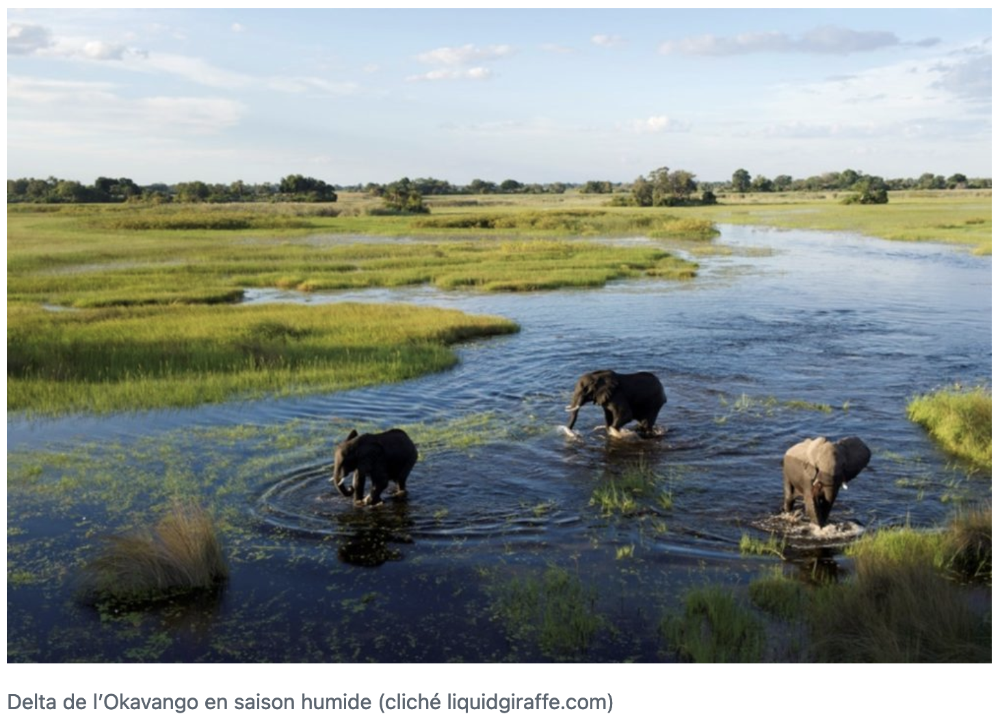 Delta de l’Okavango en saison humide (cliché liquidgiraffe.com)